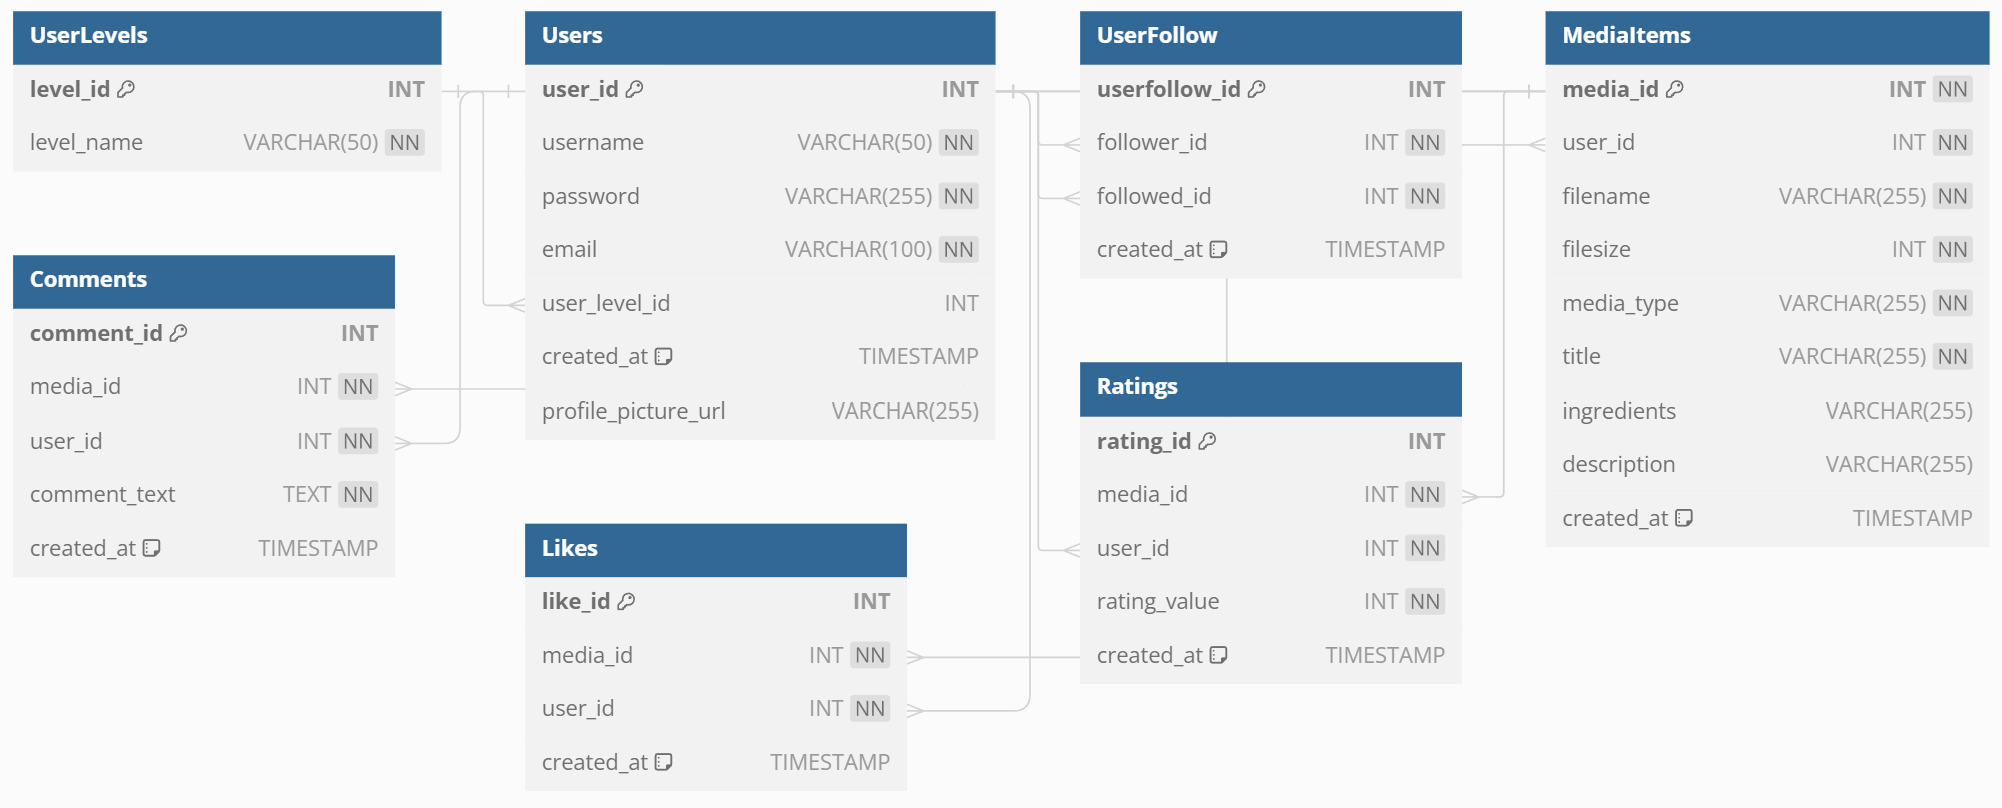 UserLevels
level_id INT
level_name VARCHAR(50) NN
Users
user_id INT
username VARCHAR(50) NN
password VARCHAR(255) NN
email VARCHAR(100) NN
user_level_id INT
created_at TIMESTAMP
profile_picture_url VARCHAR(255)
UserFollow
userfollow_id INT
follower_id INT NN
followed_id INT NN
created_at TIMESTAMP
MediaItems
media_id INT NN
user_id INT NN
filename VARCHAR(255) NN
filesize INT NN
media_type VARCHAR(255) NN
title VARCHAR(255) NN
ingredients VARCHAR(255)
description VARCHAR(255)
created_at TIMESTAMP
Comments
comment_id INT
media_id INT NN
user_id INT NN
comment_text TEXT NN
created_at TIMESTAMP
Likes
like_id INT
media_id INT NN
user_id INT NN
created_at TIMESTAMP
Ratings
rating_id INT
media_id INT NN
user_id INT NN
rating_value INT NN
created_at TIMESTAMP